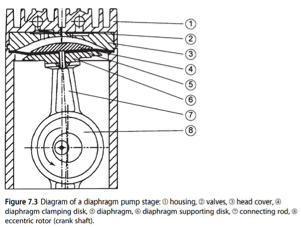 ①
②
③
④
⑤
⑥
⑦
⑧
Figure 7.3 Diagram of a diaphragm pump stage: ① housing, ② valves, ③ head cover, ④
diaphragm clamping disk, ⑤ diaphragm, ⑥ diaphragm supporting disk, ⑦ connecting rod, ⑧
eccentric rotor (crank shaft).